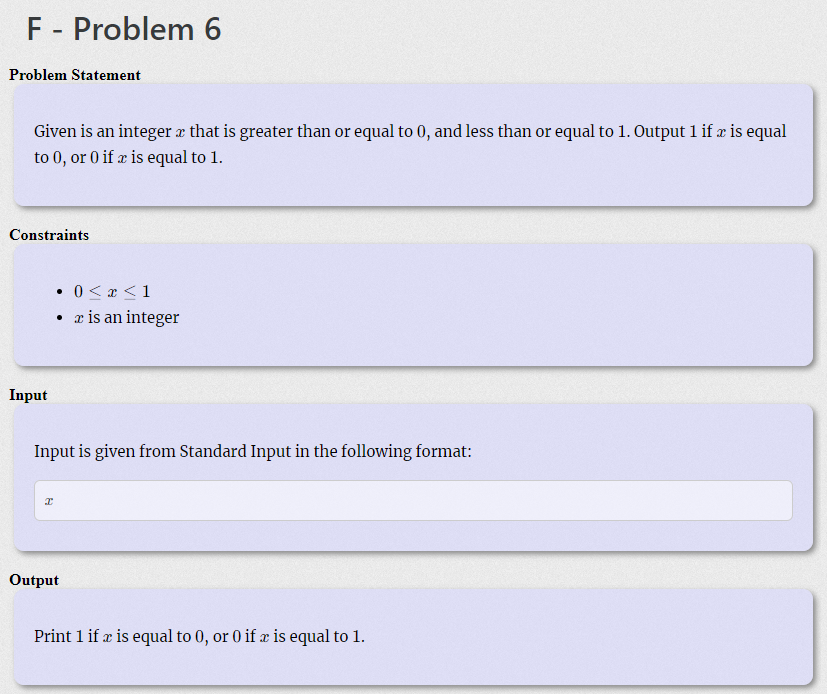 F - Problem 6
Problem Statement
Given is an integer x that is greater than or equal to 0, and less than or equal to 1. Output 1 if x is equal
to 0, or 0 if x is equal to 1.
Constraints
• 0 ≤ x ≤ 1
• x is an integer
Input
Input is given from Standard Input in the following format:
x
Output
Print 1 if x is equal to 0, or 0 if x is equal to 1.